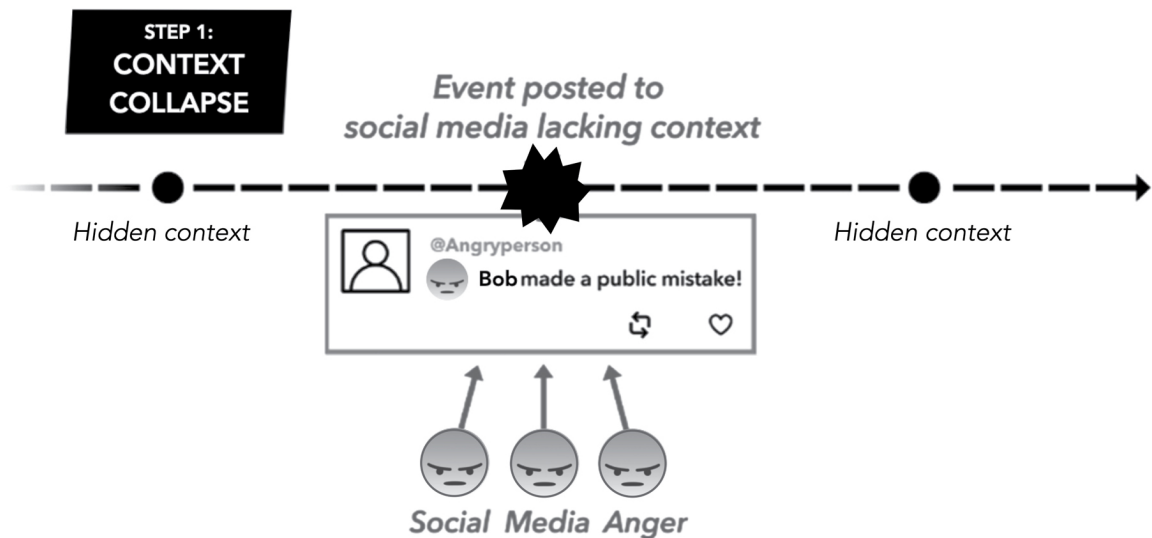 STEP 1:
CONTEXT
COLLAPSE
Event posted to
social media lacking context
Hidden context
Hidden context
@Angryperson
Bob made a public mistake!
Social Media Anger